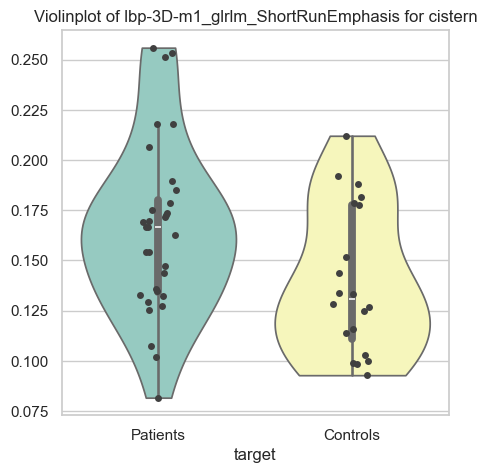 Violinplot of lbp-3D-m1_glrlm_ShortRunEmphasis for cistern
0.250
0.225
0.200
0.175
0.150
0.125
0.100
0.075
Patients
Controls
target